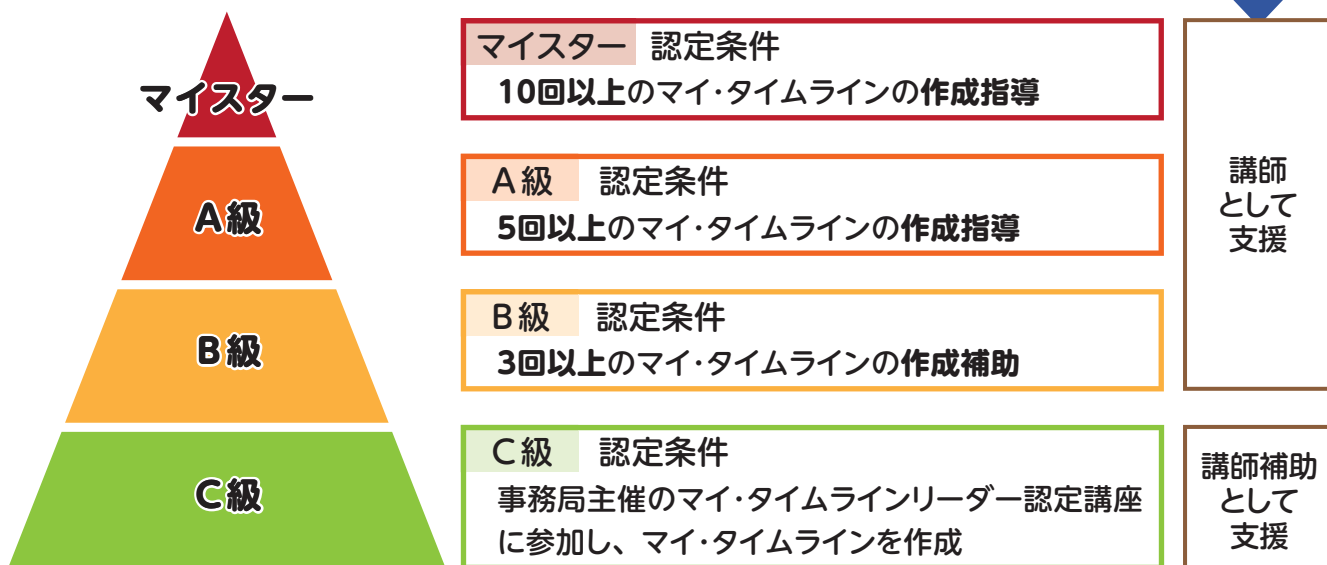 マイスター
A級
B級
C級
マイスター 認定条件
10回以上のマイ・タイムラインの作成指導
A級 認定条件
5回以上のマイ・タイムラインの作成指導
B級 認定条件
3回以上のマイ・タイムラインの作成補助
C級 認定条件
事務局主催のマイ・タイムラインリーダー認定講座
に参加し、マイ・タイムラインを作成
講師
として
支援
講師補助
として
支援